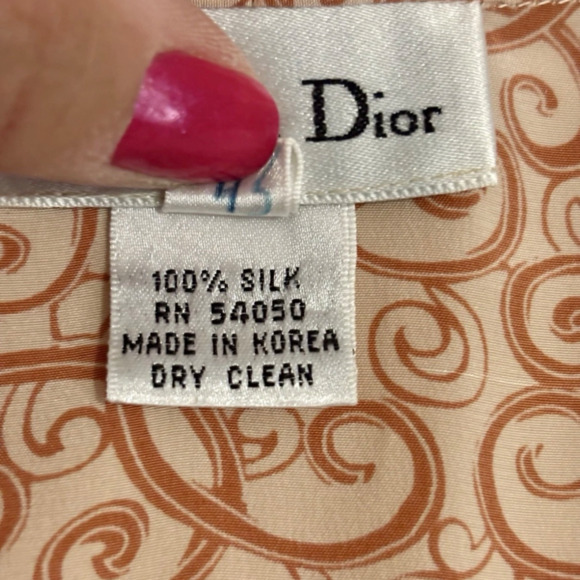 Dior
100% SILK
RN 54050
MADE IN KOREA
DRY CLEAN